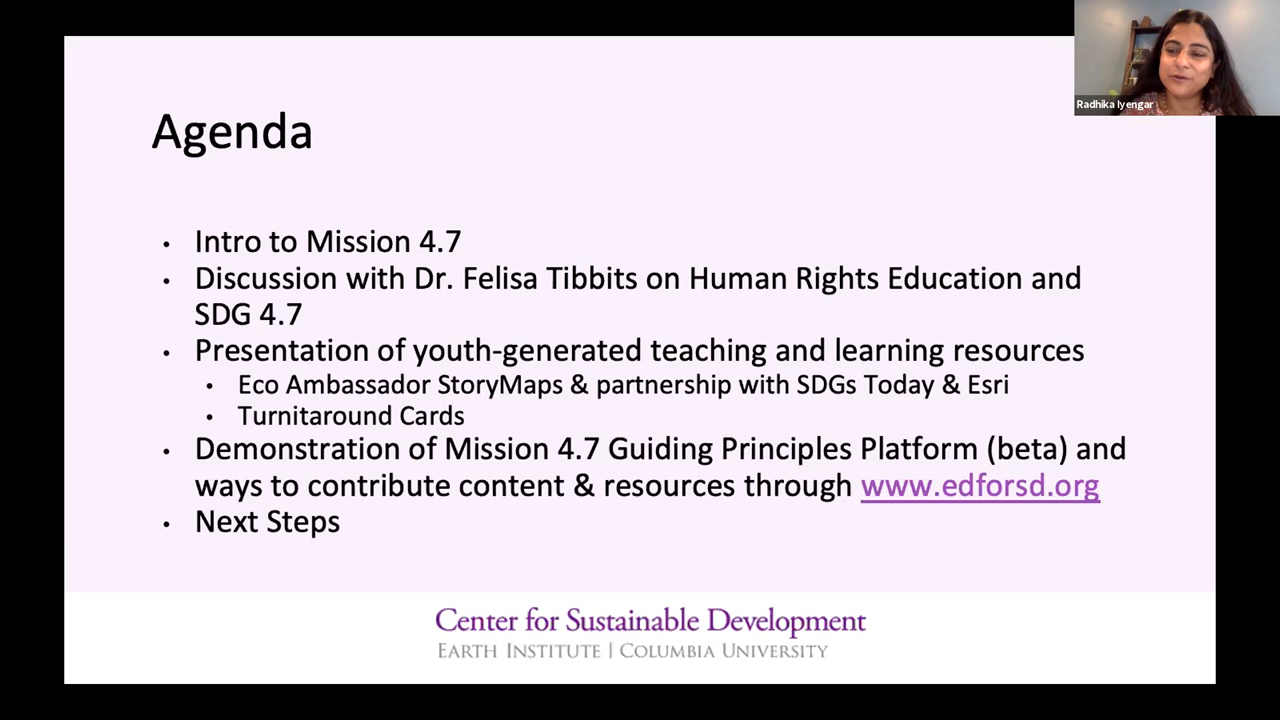 Radhika Iyengar
Agenda
• Intro to Mission 4.7
• Discussion with Dr. Felisa Tibbits on Human Rights Education and
SDG 4.7
• Presentation of youth-generated teaching and learning resources
• Eco Ambassador StoryMaps & partnership with SDGs Today & Esri
• Turnitaround Cards
• Demonstration of Mission 4.7 Guiding Principles Platform (beta) and
ways to contribute content & resources through www.edforsd.org
• Next Steps
Center for Sustainable Development
EARTH INSTITUTE | COLUMBIA UNIVERSITY